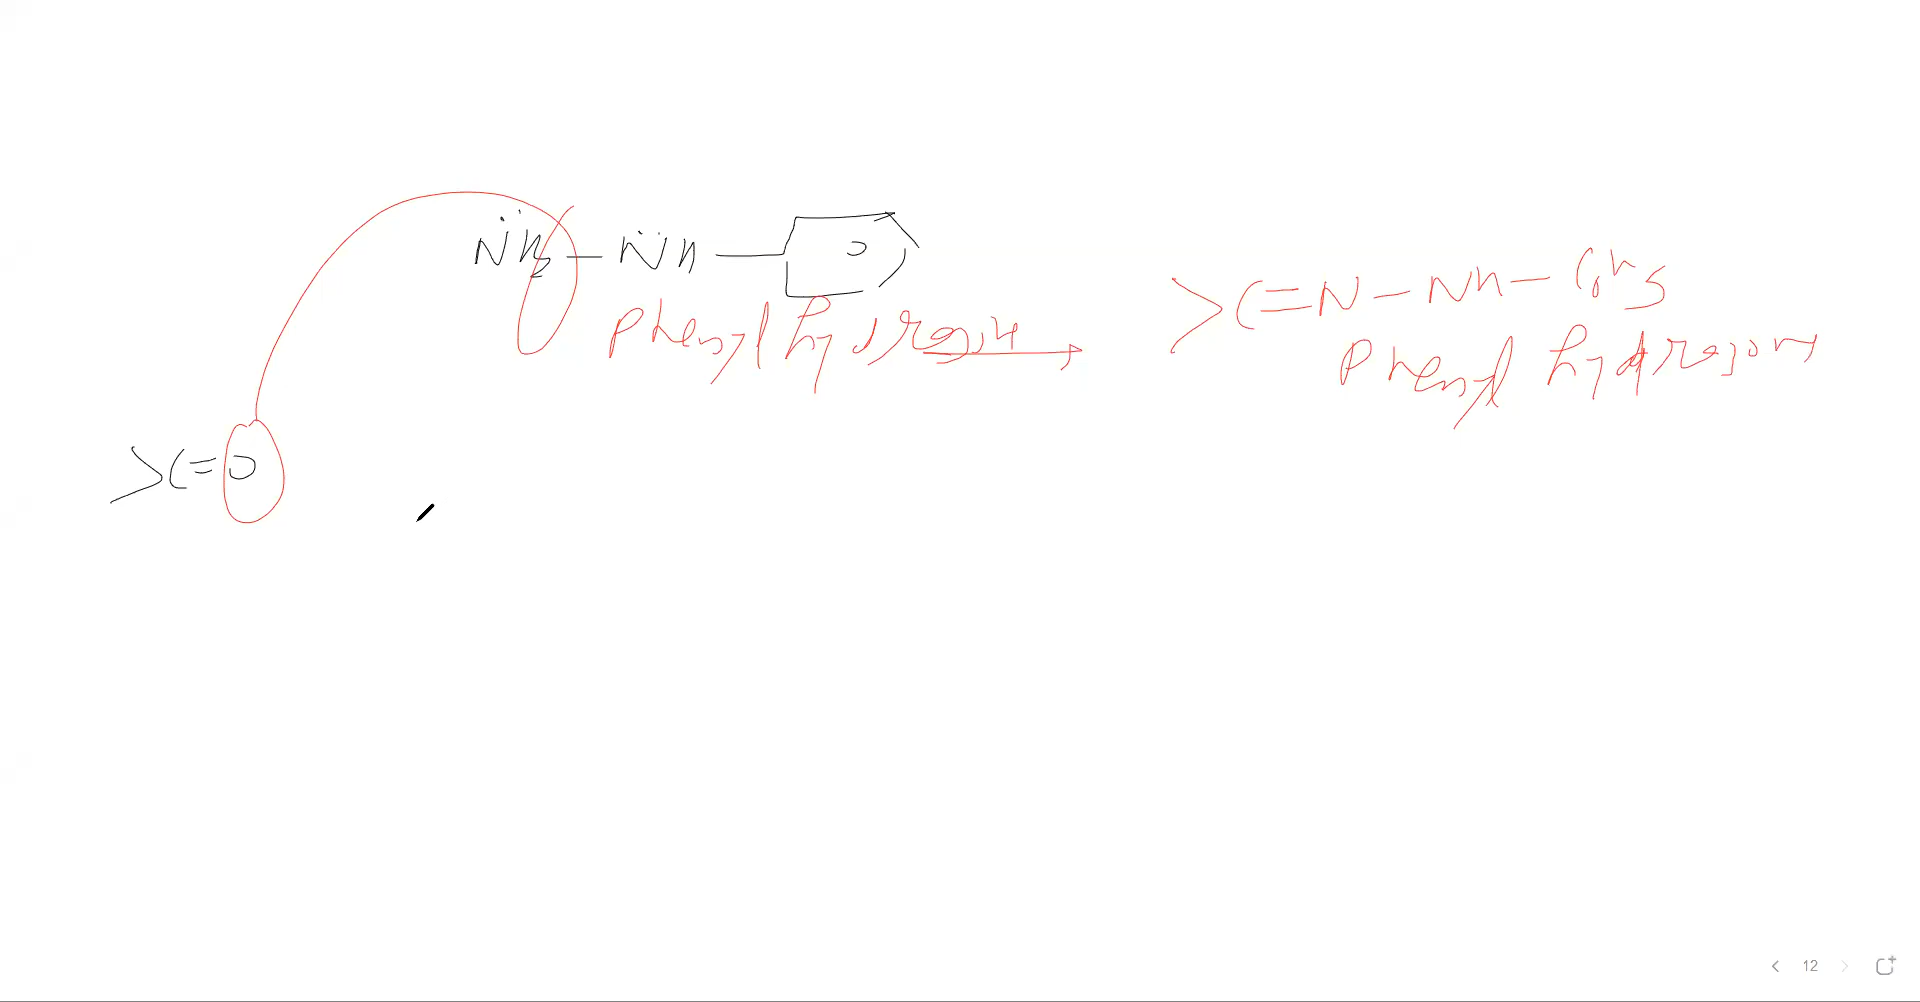 NH2 — NH —
Phenyl hydrazine
>C=N — NH — C6H5
Phenyl hydrazone
>C=O
12